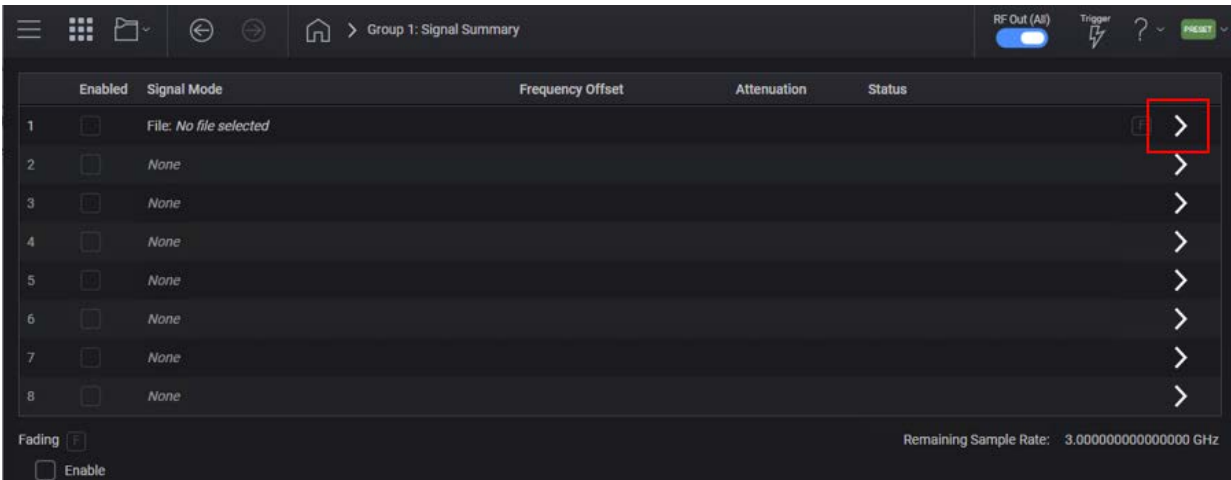 Group 1: Signal Summary
RF Out (All)
Trigger
?
PRESET
Enabled Signal Mode Frequency Offset Attenuation Status
1 File: No file selected F
2 None
3 None
4 None
5 None
6 None
7 None
8 None
Fading F
Remaining Sample Rate: 3.000000000000000 GHz
Enable